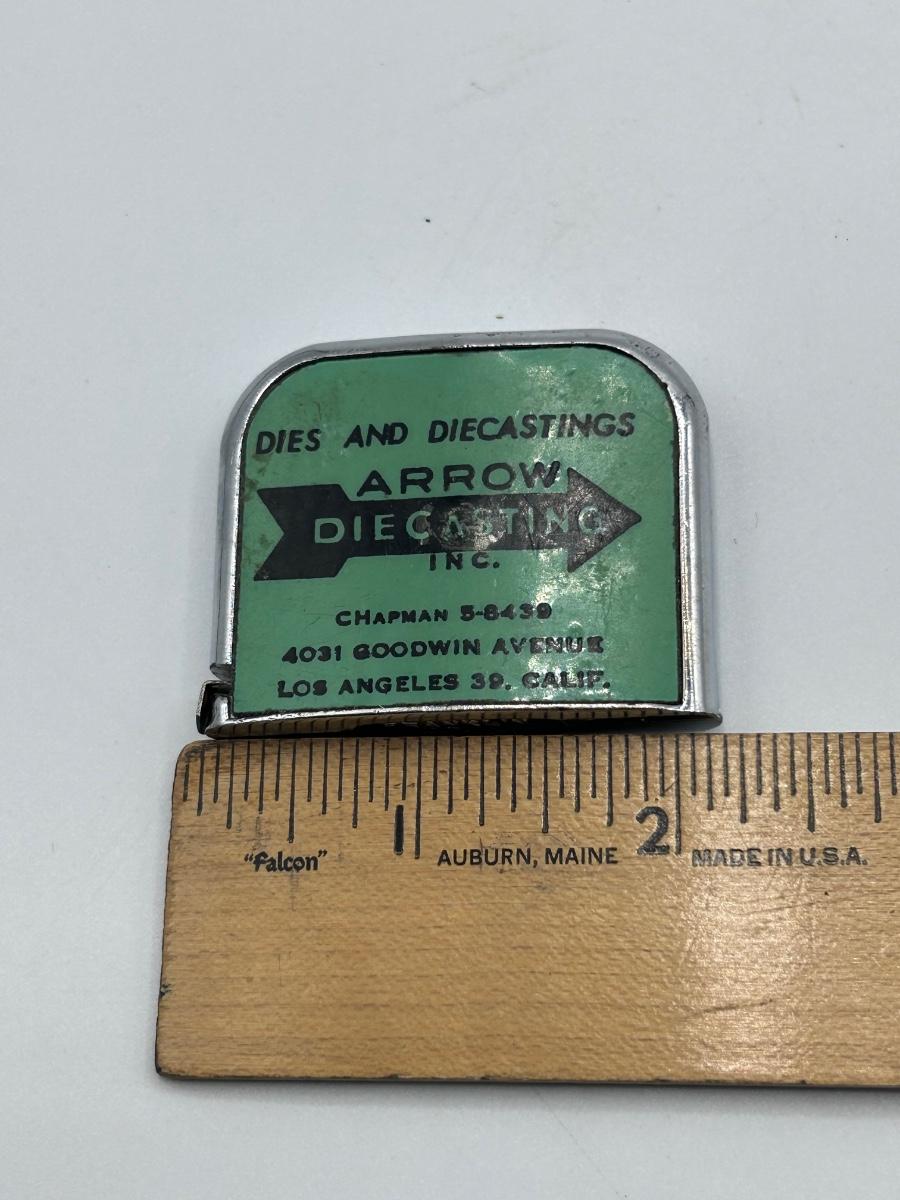 DIES AND DIECASTINGS
ARROW
DIECASTING
INC.
CHAPMAN 5-8439
4031 GOODWIN AVENUE
LOS ANGELES 39, CALIF.
1 2
"Falcon" AUBURN, MAINE MADE IN U.S.A.